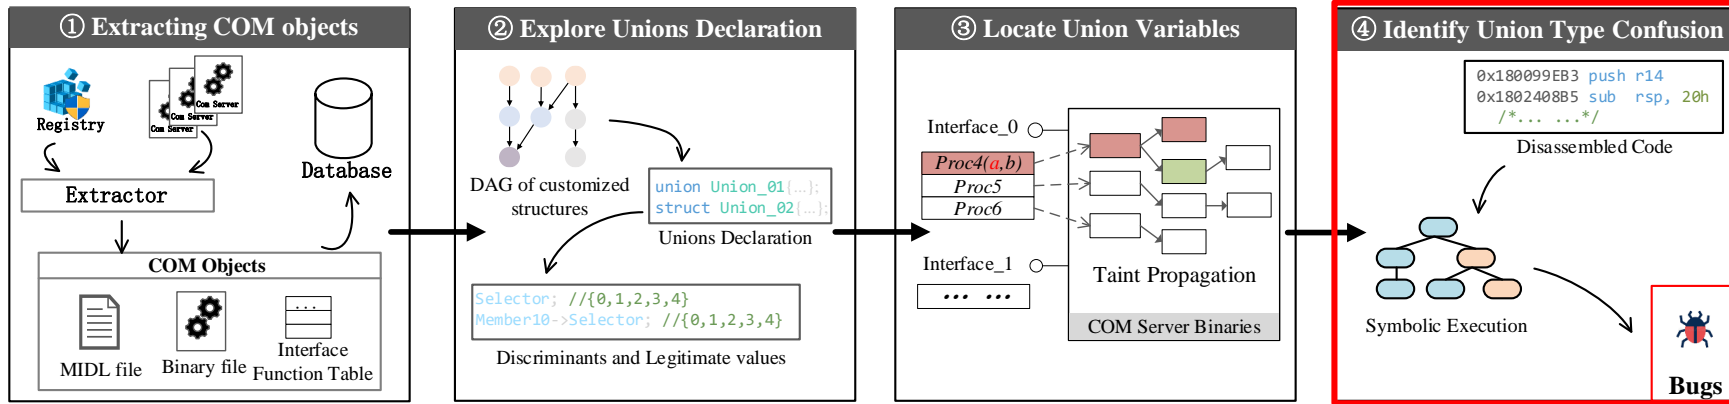 ① Extracting COM objects
Registry
Com Server
Com Server
Com Server
Database
Extractor
COM Objects
MIDL file
Binary file
...
Interface
Function Table
② Explore Unions Declaration
DAG of customized
structures
union Union_01{...};
struct Union_02{...};
Unions Declaration
Selector; //{0,1,2,3,4}
Member10->Selector; //{0,1,2,3,4}
Discriminants and Legitimate values
③ Locate Union Variables
Interface_0
Proc4(a,b)
Proc5
Proc6
Interface_1
... ...
Taint Propagation
COM Server Binaries
④ Identify Union Type Confusion
0x180099EB3 push r14
0x1802408B5 sub rsp, 20h
/*... ...*/
Disassembled Code
Symbolic Execution
Bugs